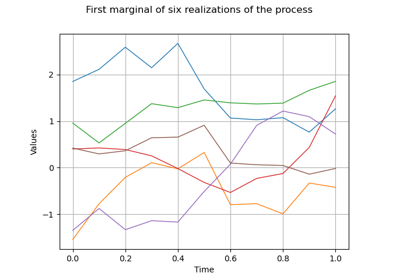 First marginal of six realizations of the process
2
1
0
−1
Values
0.0 0.2 0.4 0.6 0.8 1.0
Time